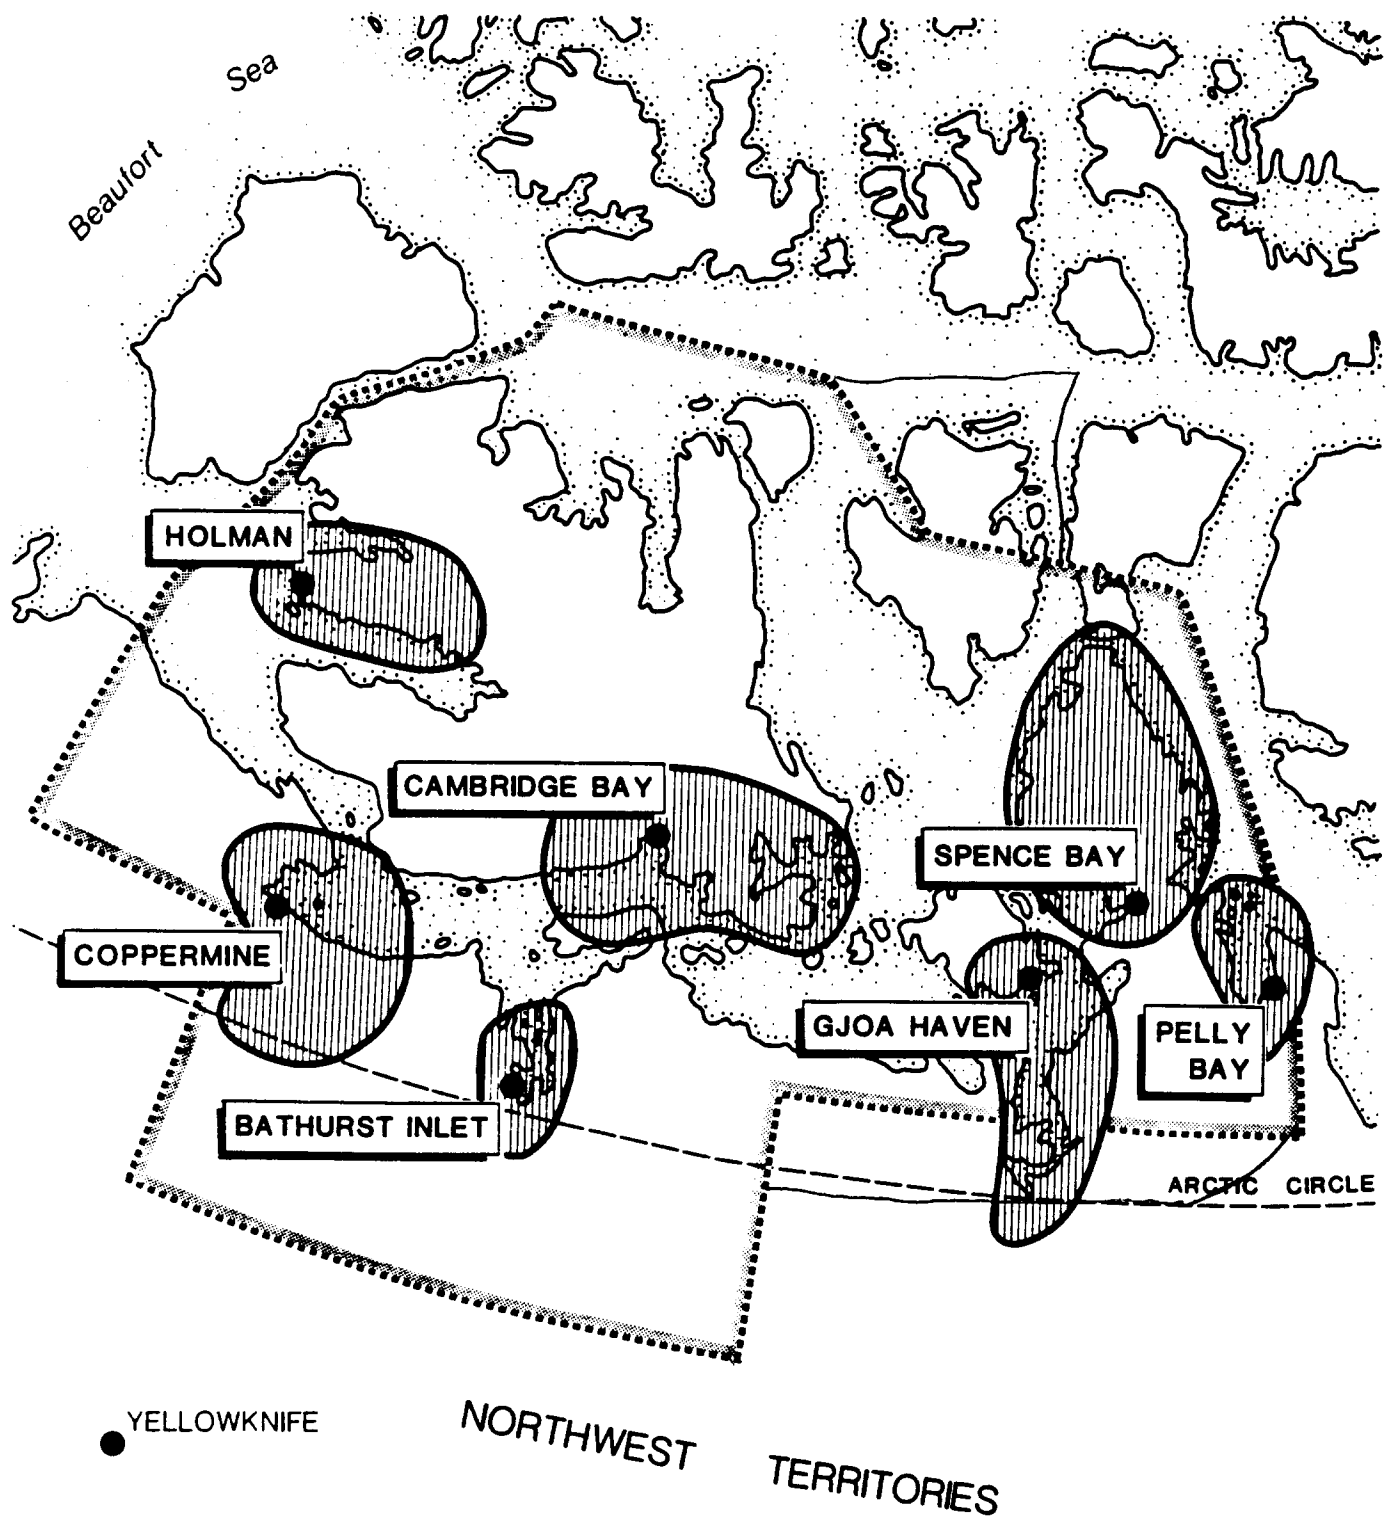 Sea
Beaufort
HOLMAN
CAMBRIDGE BAY
SPENCE BAY
COPPERMINE
GJOA HAVEN
PELLY
BAY
BATHURST INLET
ARCTIC CIRCLE
YELLOWKNIFE
NORTHWEST TERRITORIES